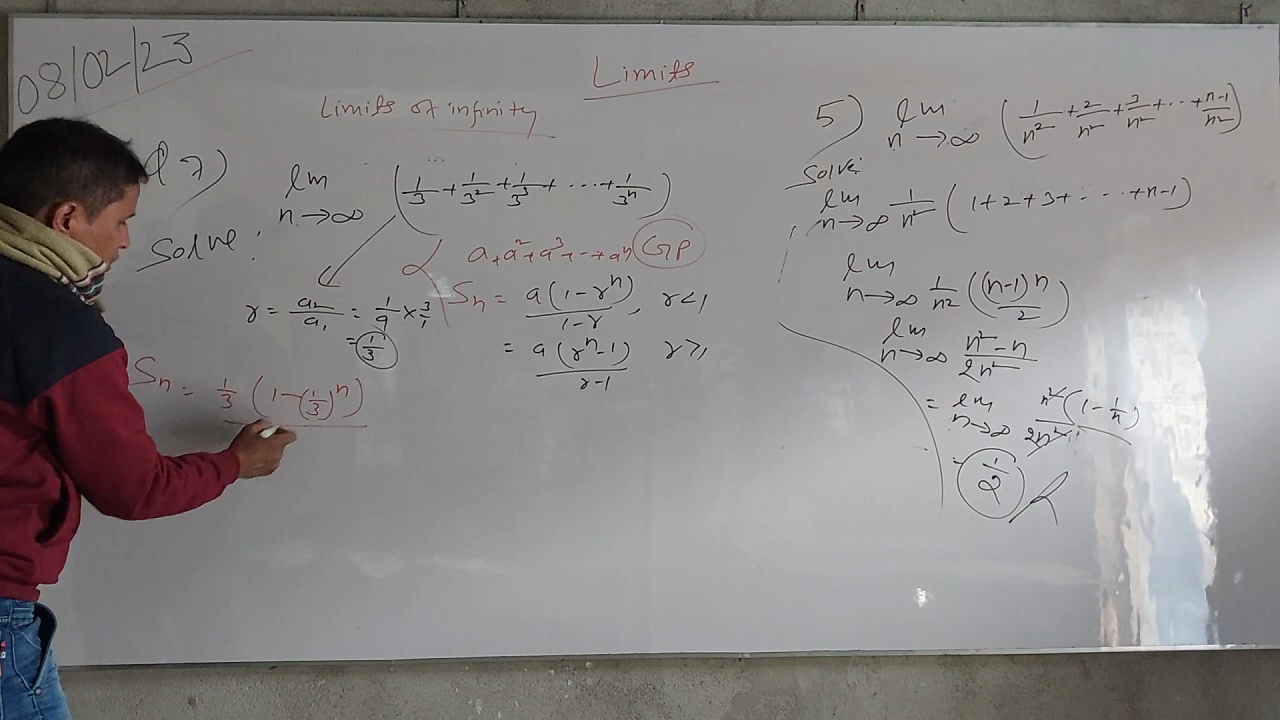 08/02/23
Limits
Limits of infinity
Q 7) lim n→∞ (1/3 + 1/3² + 1/3³ + ... + 1/3ⁿ)
Solve:
a + a² + a³ + ... + aⁿ GP
r = a₂/a₁ = 1/9 × 3/1
= 1/3
Sn = a(1-rⁿ)/1-r, r<1
= a(rⁿ-1)/r-1 r>1
Sn = 1/3 (1-(1/3)ⁿ)
5) lim n→∞ (1/n² + 2/n² + 3/n² + ... + n-1/n²)
Solve:
lim n→∞ 1/n² (1+2+3+ ... +n-1)
lim n→∞ 1/n² ((n-1)n/2)
lim n→∞ n²-n/2n²
= lim n→∞ n²(1-1/n)/2n²
= 1/2